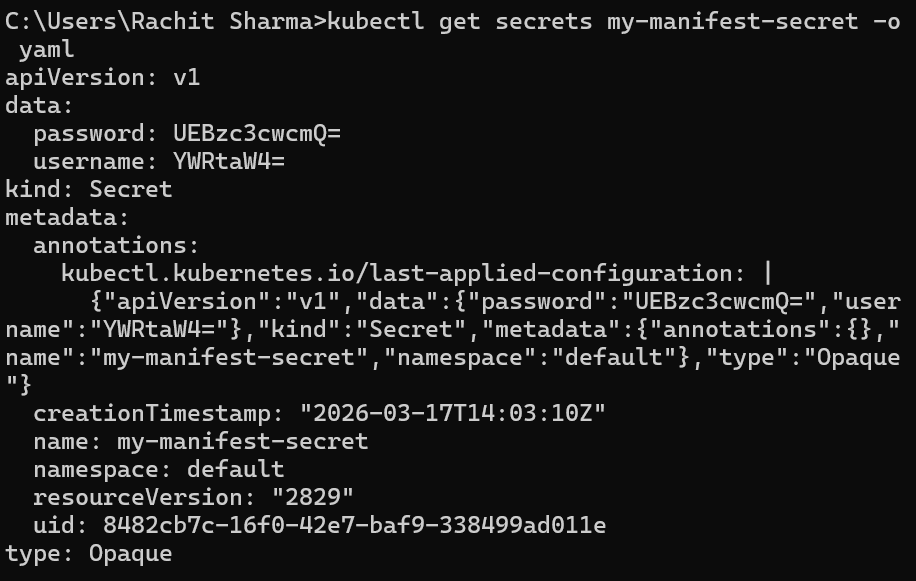 C:\Users\Rachit Sharma>kubectl get secrets my-manifest-secret -o
 yaml
apiVersion: v1
data:
  password: UEBzc3cwcmQ=
  username: YWRtaW4=
kind: Secret
metadata:
  annotations:
    kubectl.kubernetes.io/last-applied-configuration: |
      {"apiVersion":"v1","data":{"password":"UEBzc3cwcmQ=","user
name":"YWRtaW4="},"kind":"Secret","metadata":{"annotations":{},"
name":"my-manifest-secret","namespace":"default"},"type":"Opaque
"}
  creationTimestamp: "2026-03-17T14:03:10Z"
  name: my-manifest-secret
  namespace: default
  resourceVersion: "2829"
  uid: 8482cb7c-16f0-42e7-baf9-338499ad011e
type: Opaque